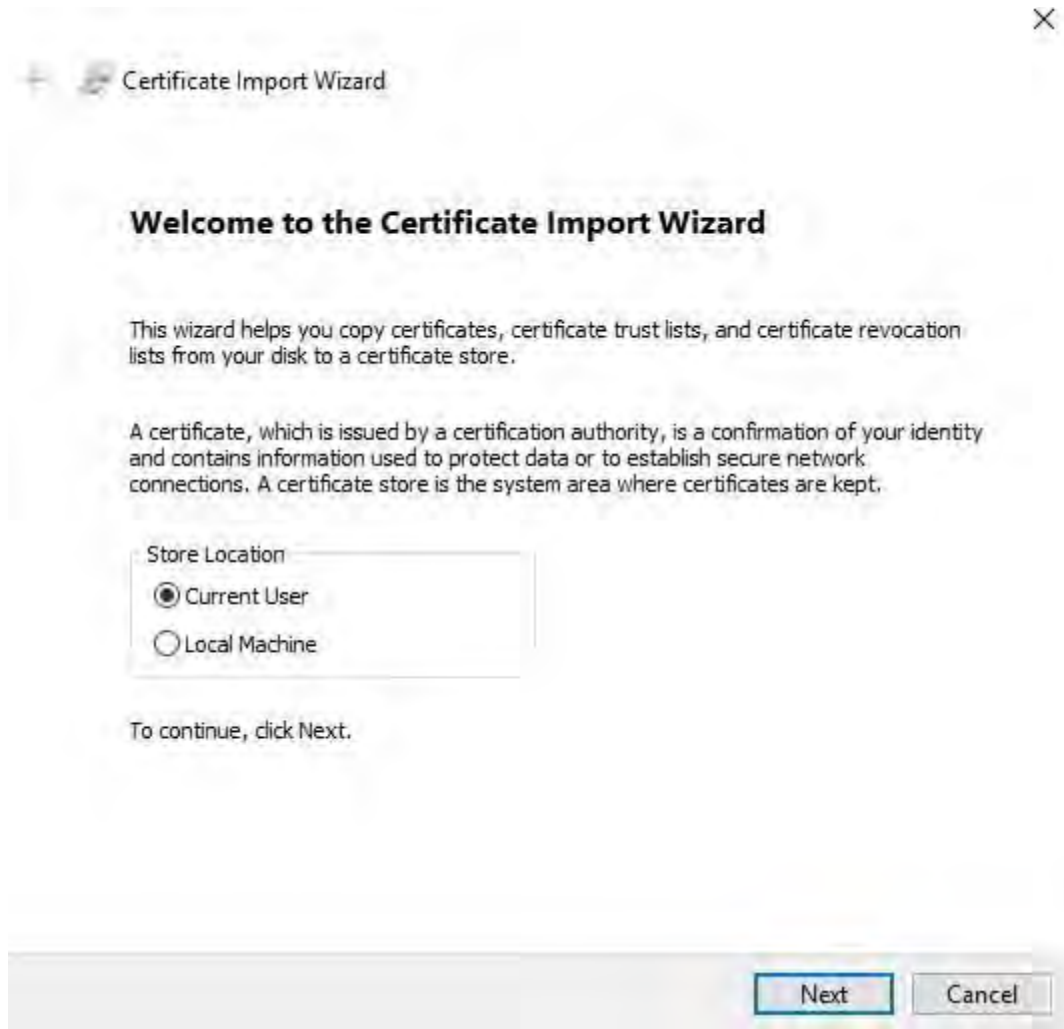 Certificate Import Wizard
Welcome to the Certificate Import Wizard
This wizard helps you copy certificates, certificate trust lists, and certificate revocation
lists from your disk to a certificate store.
A certificate, which is issued by a certification authority, is a confirmation of your identity
and contains information used to protect data or to establish secure network
connections. A certificate store is the system area where certificates are kept.
Store Location
Current User
Local Machine
To continue, click Next.
Next
Cancel